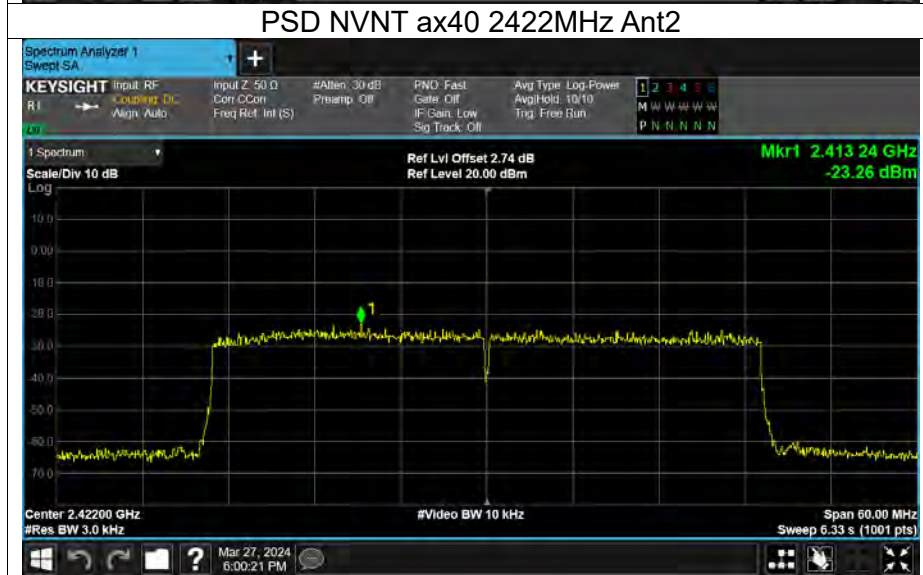 PSD NVNT ax40 2422MHz Ant2
Spectrum Analyzer 1
Swept SA
+
KEYSIGHT Input: RF Input Z: 50 Ω #Atten: 30 dB PNO: Fast Avg Type: Log-Power 1 2 3 4 5 6
Coupling: DC Corr CCorr Preamp: Off Gate: Off Avg|Hold: 10/10 M W W W W W
Align: Auto Freq Ref: Int (S) IF Gain: Low Trig: Free Run
Sig Track: Off P N N N N N
1 Spectrum
Ref Lvl Offset 2.74 dB Mkr1 2.413 24 GHz
Scale/Div 10 dB Ref Level 20.00 dBm -23.26 dBm
Log
10.0
0.00
-10.0
-20.0
1
-30.0
-40.0
-50.0
-60.0
-70.0
Center 2.42200 GHz #Video BW 10 kHz Span 60.00 MHz
#Res BW 3.0 kHz Sweep 6.33 s (1001 pts)
? Mar 27, 2024
6:00:21 PM